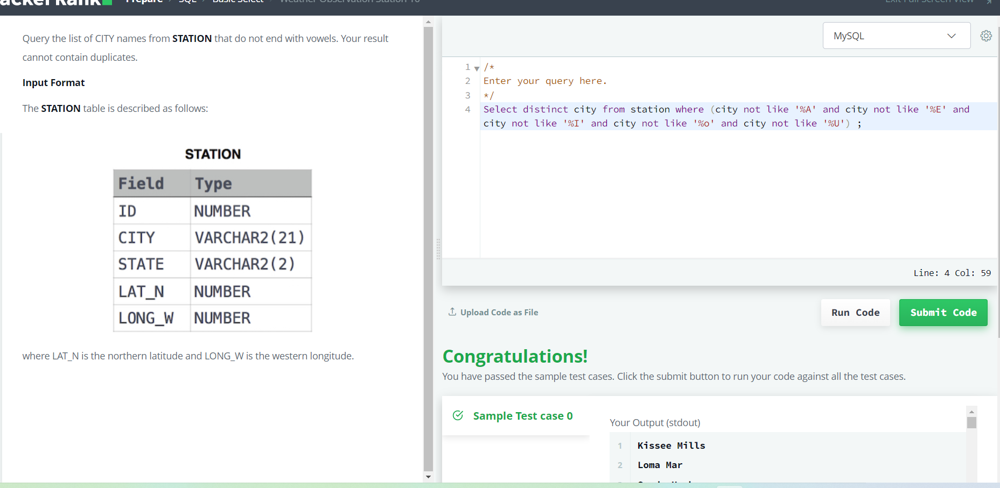 Prepare > SQL > Basic Select > Weather Observation Station 10
Exit Full Screen View
Query the list of CITY names from STATION that do not end with vowels. Your result
cannot contain duplicates.
Input Format
The STATION table is described as follows:
STATION
Field Type
ID NUMBER
CITY VARCHAR2(21)
STATE VARCHAR2(2)
LAT_N NUMBER
LONG_W NUMBER
where LAT_N is the northern latitude and LONG_W is the western longitude.
MySQL
1 /*
2 Enter your query here.
3 */
4 Select distinct city from station where (city not like '%A' and city not like '%E' and
city not like '%I' and city not like '%o' and city not like '%U') ;
Line: 4 Col: 59
Upload Code as File
Run Code
Submit Code
Congratulations!
You have passed the sample test cases. Click the submit button to run your code against all the test cases.
Sample Test case 0
Your Output (stdout)
1 Kissee Mills
2 Loma Mar